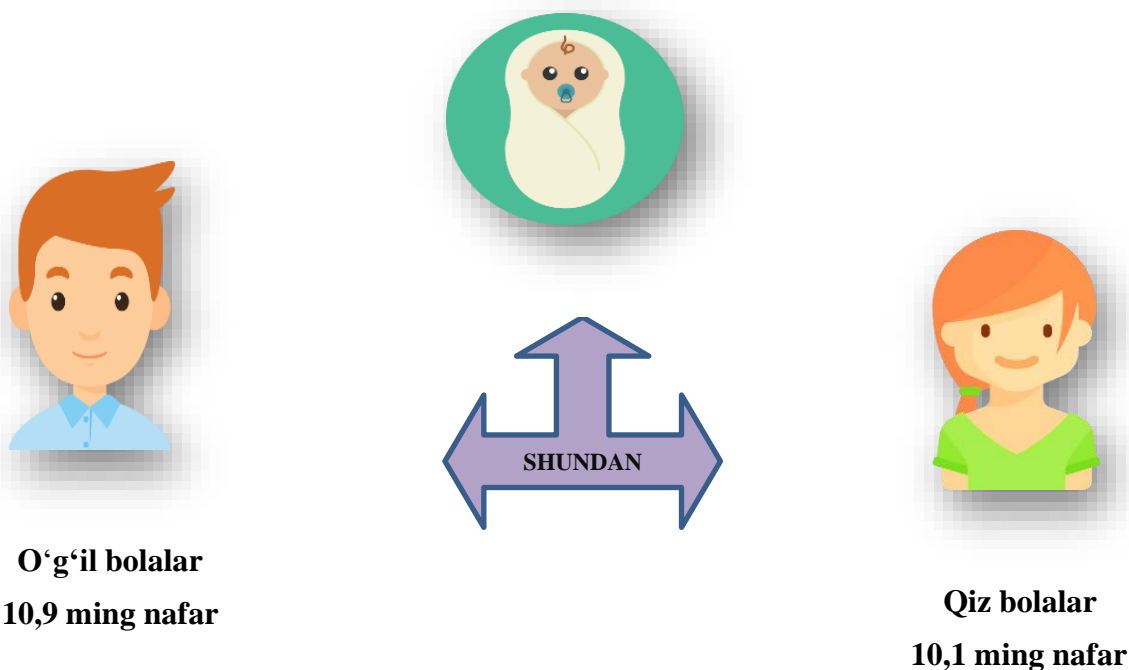 SHUNDAN
O‘g‘il bolalar
10,9 ming nafar
Qiz bolalar
10,1 ming nafar